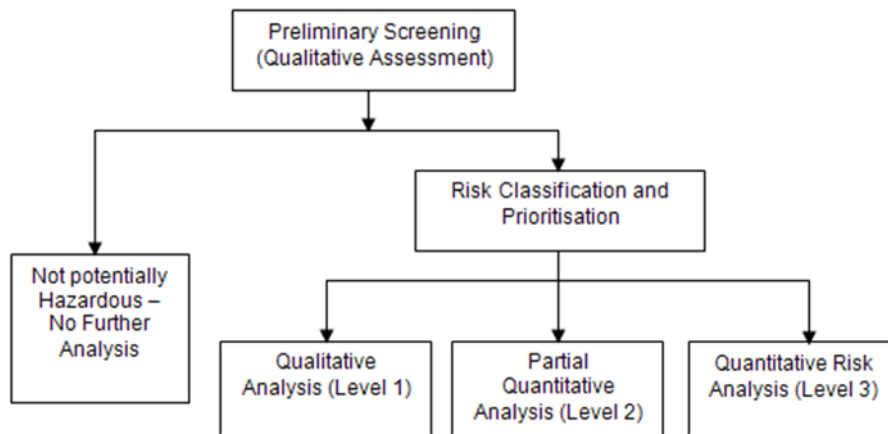 Preliminary Screening
(Qualitative Assessment)
Risk Classification and
Prioritisation
Not potentially
Hazardous –
No Further
Analysis
Qualitative
Analysis (Level 1)
Partial
Quantitative
Analysis (Level 2)
Quantitative Risk
Analysis (Level 3)